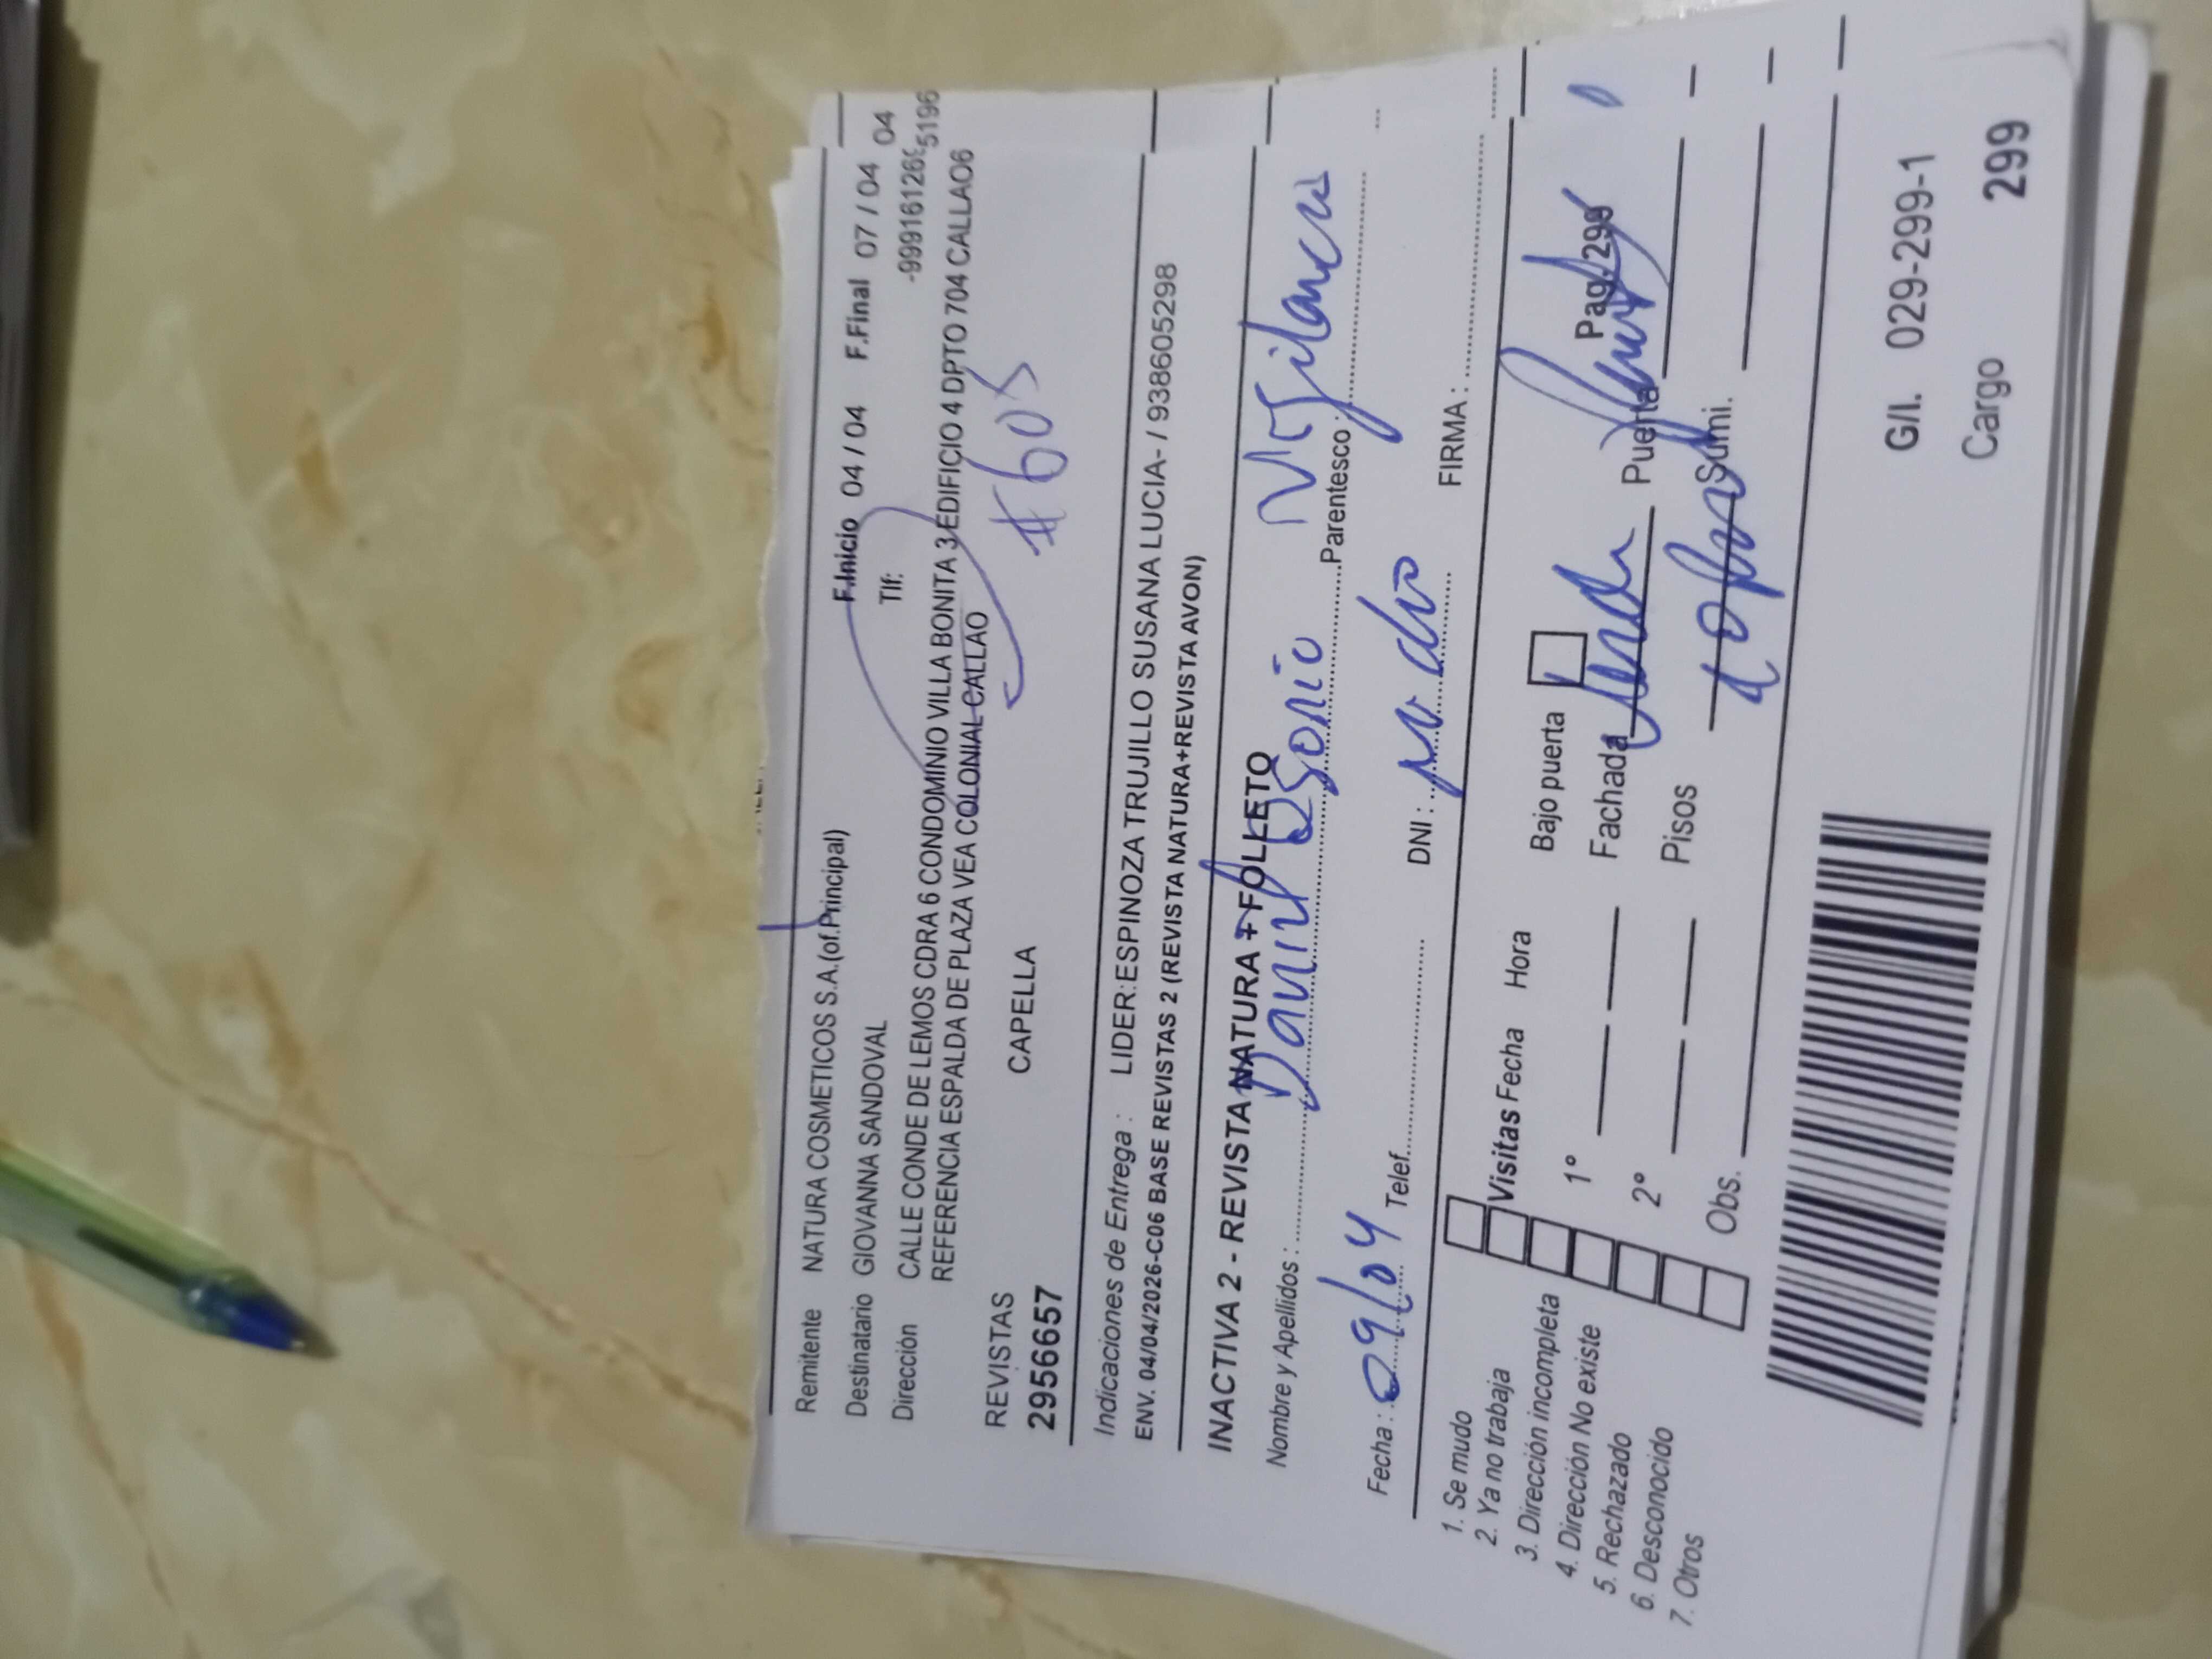 Remitente NATURA COSMETICOS S.A.(of.Principal) F.Inicio 04 / 04 F.Final 07 / 04 04
Destinatario GIOVANNA SANDOVAL Tlf: -99916126 5196
Dirección CALLE CONDE DE LEMOS CDRA 6 CONDOMINIO VILLA BONITA 3 EDIFICIO 4 DPTO 704 CALLAO6
REFERENCIA ESPALDA DE PLAZA VEA COLONIAL CALLAO
REVISTAS CAPELLA # 605
2956657
Indicaciones de Entrega : LIDER:ESPINOZA TRUJILLO SUSANA LUCIA- / 938605298
ENV. 04/04/2026-C06 BASE REVISTAS 2 (REVISTA NATURA+REVISTA AVON)
INACTIVA 2 - REVISTA NATURA + FOLLETO
Nombre y Apellidos : Daniel Osorio Parentesco : Vigilancia
Fecha : 09/04 Telef. DNI : no dio FIRMA :
1. Se mudo
2. Ya no trabaja
3. Dirección incompleta
4. Dirección No existe
5. Rechazado
6. Desconocido
7. Otros
Visitas Fecha Hora Bajo puerta Pag. 299
1° Fachada Puerta
2° Pisos Sumi.
Obs.
G/I. 029-299-1
Cargo 299